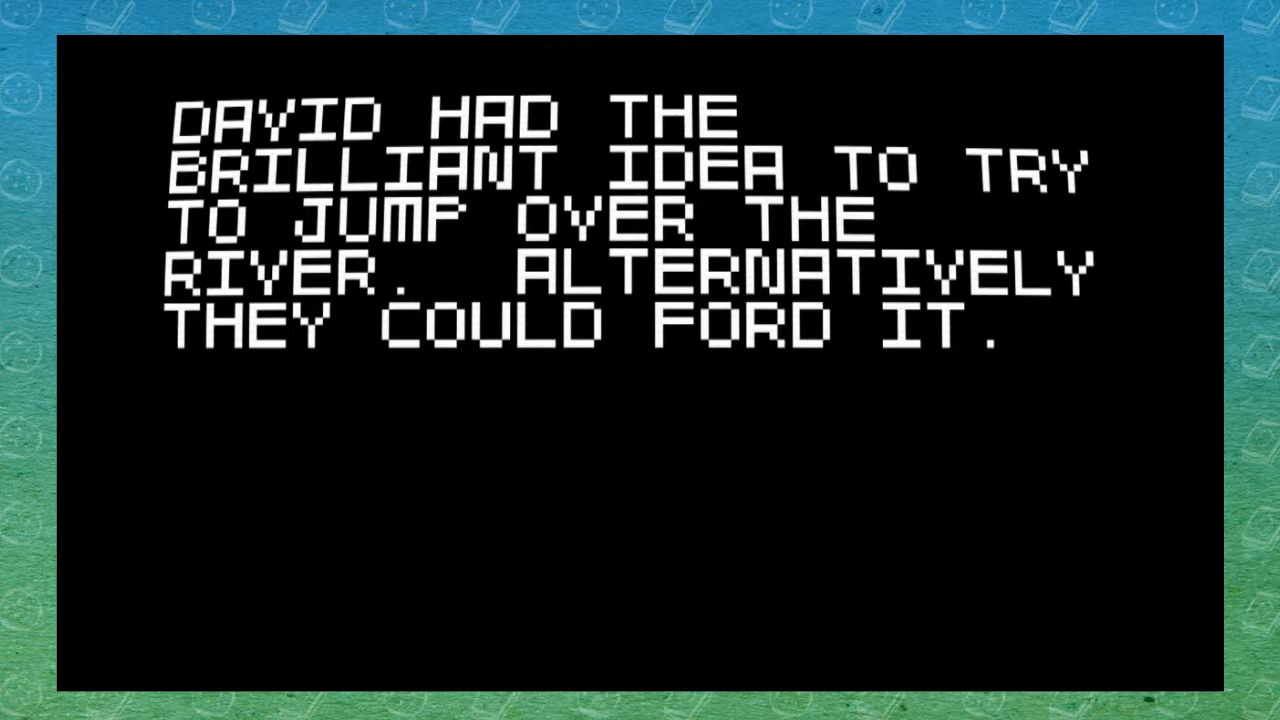 DAVID HAD THE
BRILLIANT IDEA TO TRY
TO JUMP OVER THE
RIVER.  ALTERNATIVELY
THEY COULD FORD IT.